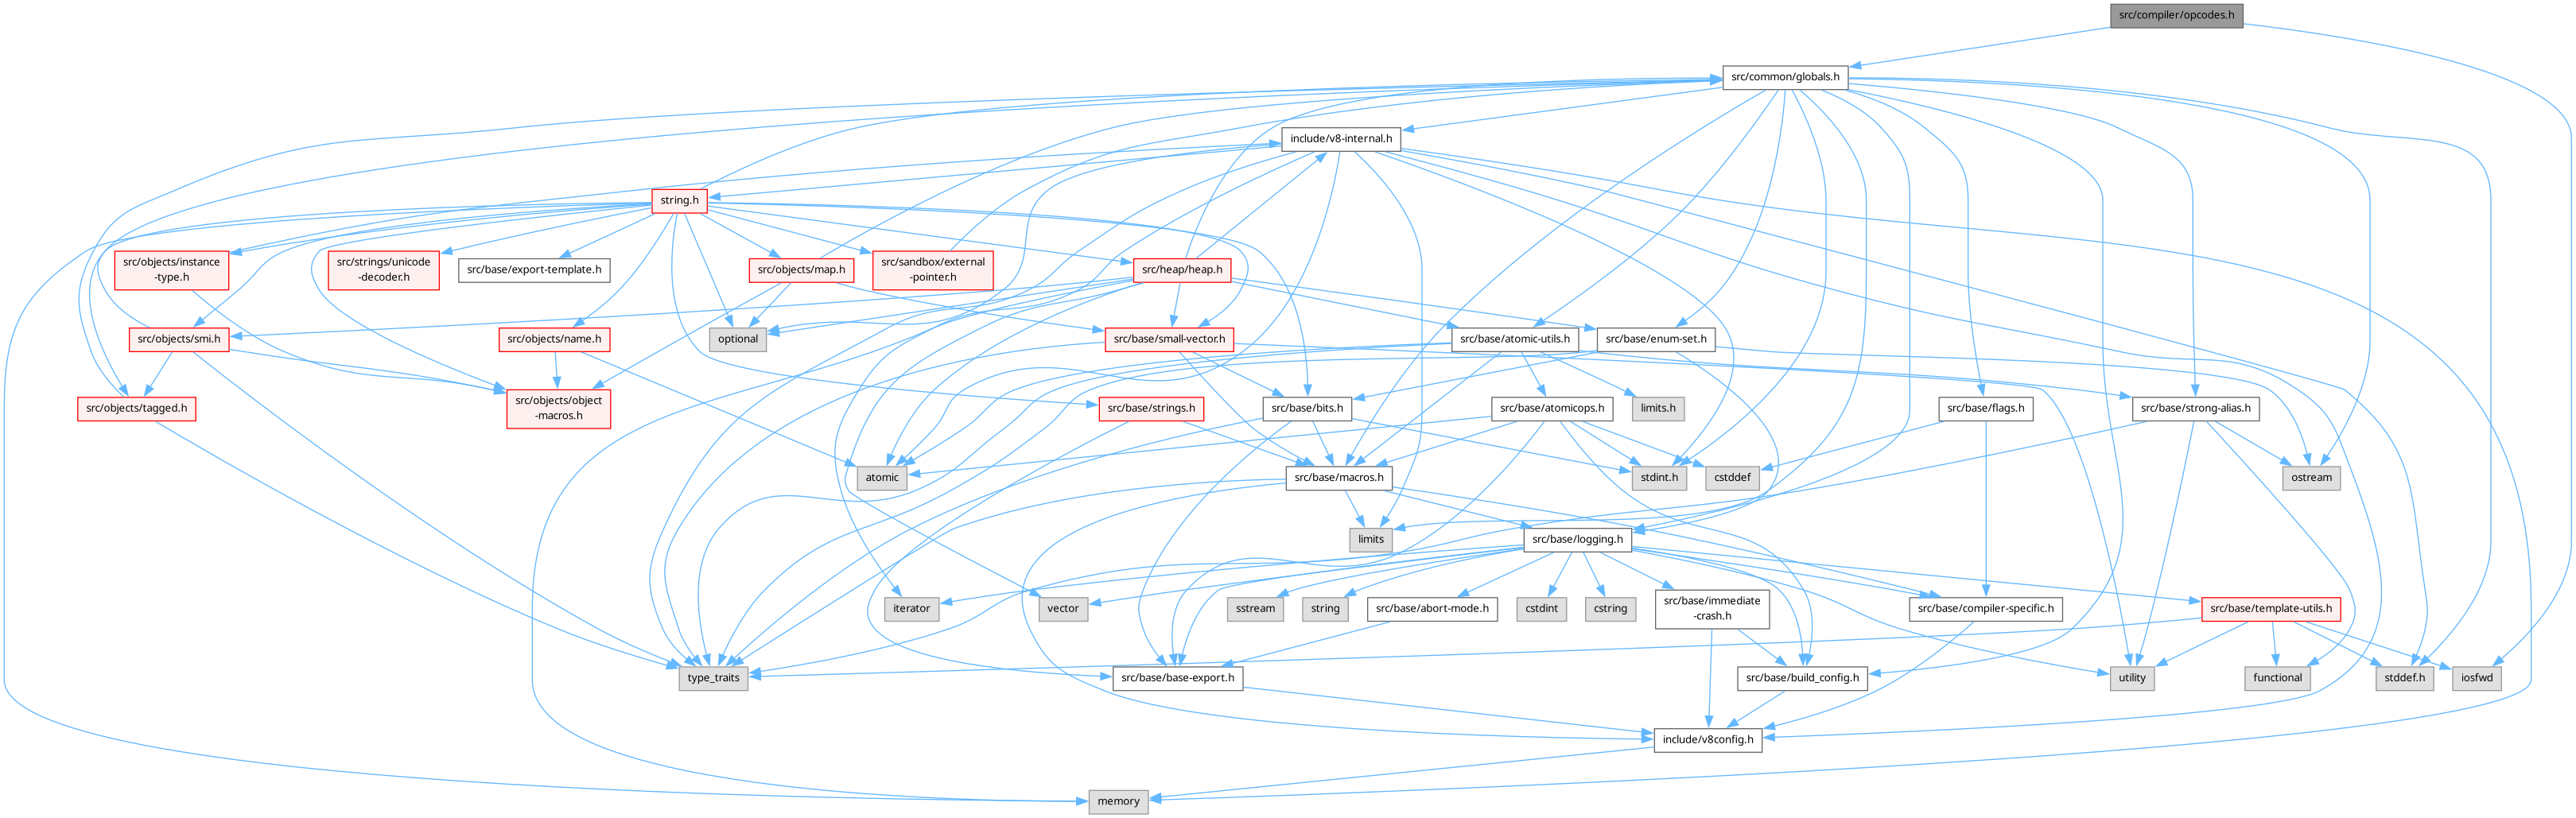 src/compiler/opcodes.h
src/common/globals.h
include/v8-internal.h
string.h
src/objects/instance
-type.h
src/strings/unicode
-decoder.h
src/base/export-template.h
src/objects/map.h
src/sandbox/external
-pointer.h
src/heap/heap.h
src/objects/smi.h
src/objects/name.h
optional
src/base/small-vector.h
src/base/atomic-utils.h
src/base/enum-set.h
src/objects/tagged.h
src/objects/object
-macros.h
src/base/strings.h
src/base/bits.h
src/base/atomicops.h
limits.h
src/base/flags.h
src/base/strong-alias.h
atomic
src/base/macros.h
stdint.h
cstddef
ostream
limits
src/base/logging.h
iterator
vector
sstream
string
src/base/abort-mode.h
cstdint
cstring
src/base/immediate
-crash.h
src/base/compiler-specific.h
src/base/template-utils.h
type_traits
src/base/base-export.h
src/base/build_config.h
utility
functional
stddef.h
iosfwd
include/v8config.h
memory